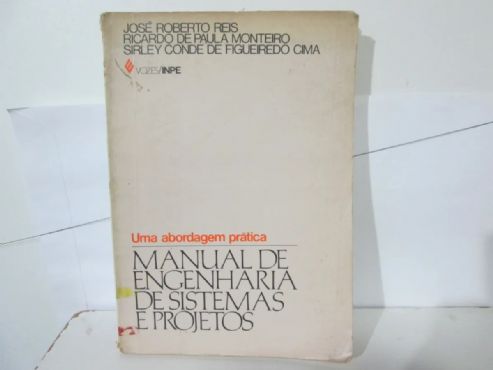 JOSÉ ROBERTO REIS
RICARDO DE PAULA MONTEIRO
SIRLEY CONDE DE FIGUEIREDO CIMA
VOZES/INPE
Uma abordagem prática
MANUAL DE
ENGENHARIA
DE SISTEMAS
E PROJETOS